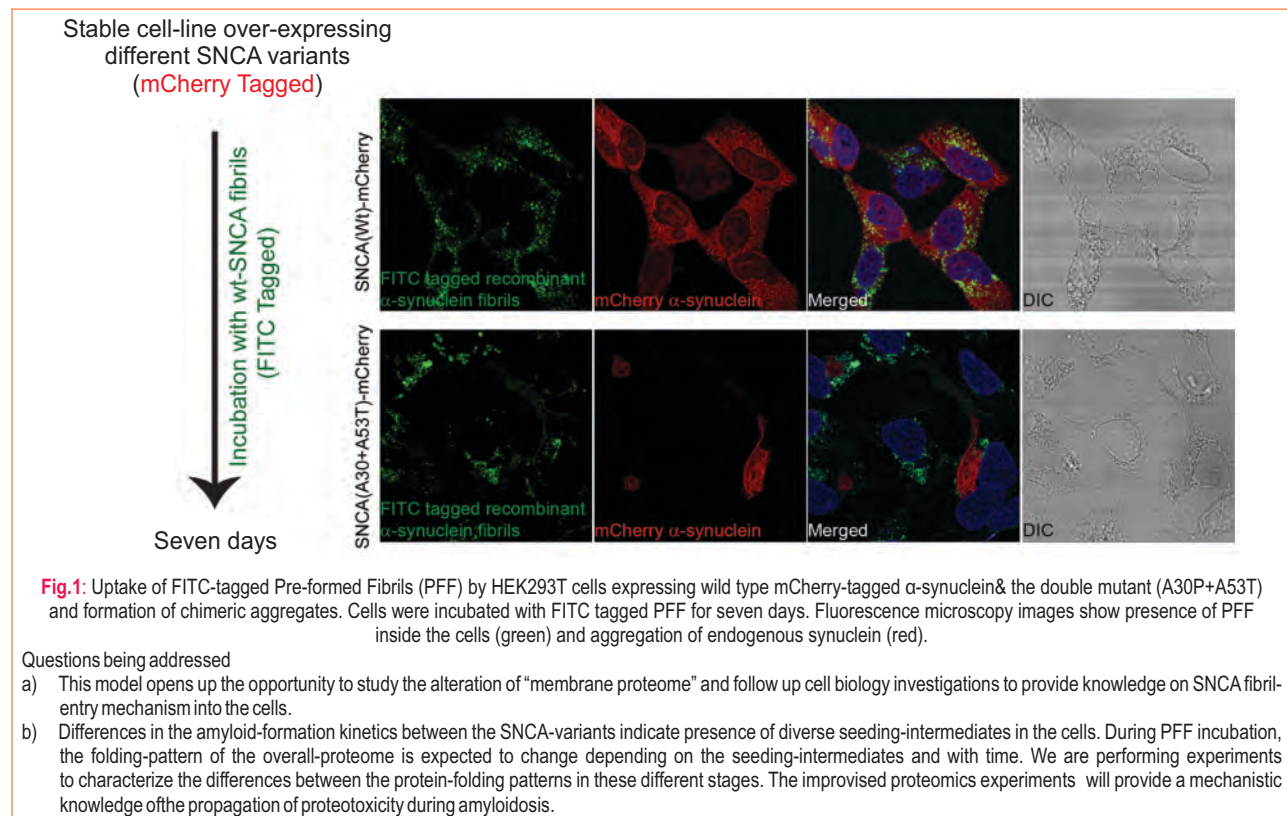 Stable cell-line over-expressing
different SNCA variants
(mCherry Tagged)
Incubation with wt-SNCA fibrils
(FITC Tagged)
Seven days
SNCA(Wt)-mCherry
FITC tagged recombinant
α-synuclein fibrils
mCherry α-synuclein
Merged
DIC
SNCA(A30+A53T)-mCherry
FITC tagged recombinant
α-synuclein fibrils
mCherry α-synuclein
Merged
DIC
Fig.1: Uptake of FITC-tagged Pre-formed Fibrils (PFF) by HEK293T cells expressing wild type mCherry-tagged α-synuclein& the double mutant (A30P+A53T)
and formation of chimeric aggregates. Cells were incubated with FITC tagged PFF for seven days. Fluorescence microscopy images show presence of PFF
inside the cells (green) and aggregation of endogenous synuclein (red).
Questions being addressed
a) This model opens up the opportunity to study the alteration of “membrane proteome” and follow up cell biology investigations to provide knowledge on SNCA fibril-
entry mechanism into the cells.
b) Differences in the amyloid-formation kinetics between the SNCA-variants indicate presence of diverse seeding-intermediates in the cells. During PFF incubation,
the folding-pattern of the overall-proteome is expected to change depending on the seeding-intermediates and with time. We are performing experiments
to characterize the differences between the protein-folding patterns in these different stages. The improvised proteomics experiments will provide a mechanistic
knowledge ofthe propagation of proteotoxicity during amyloidosis.